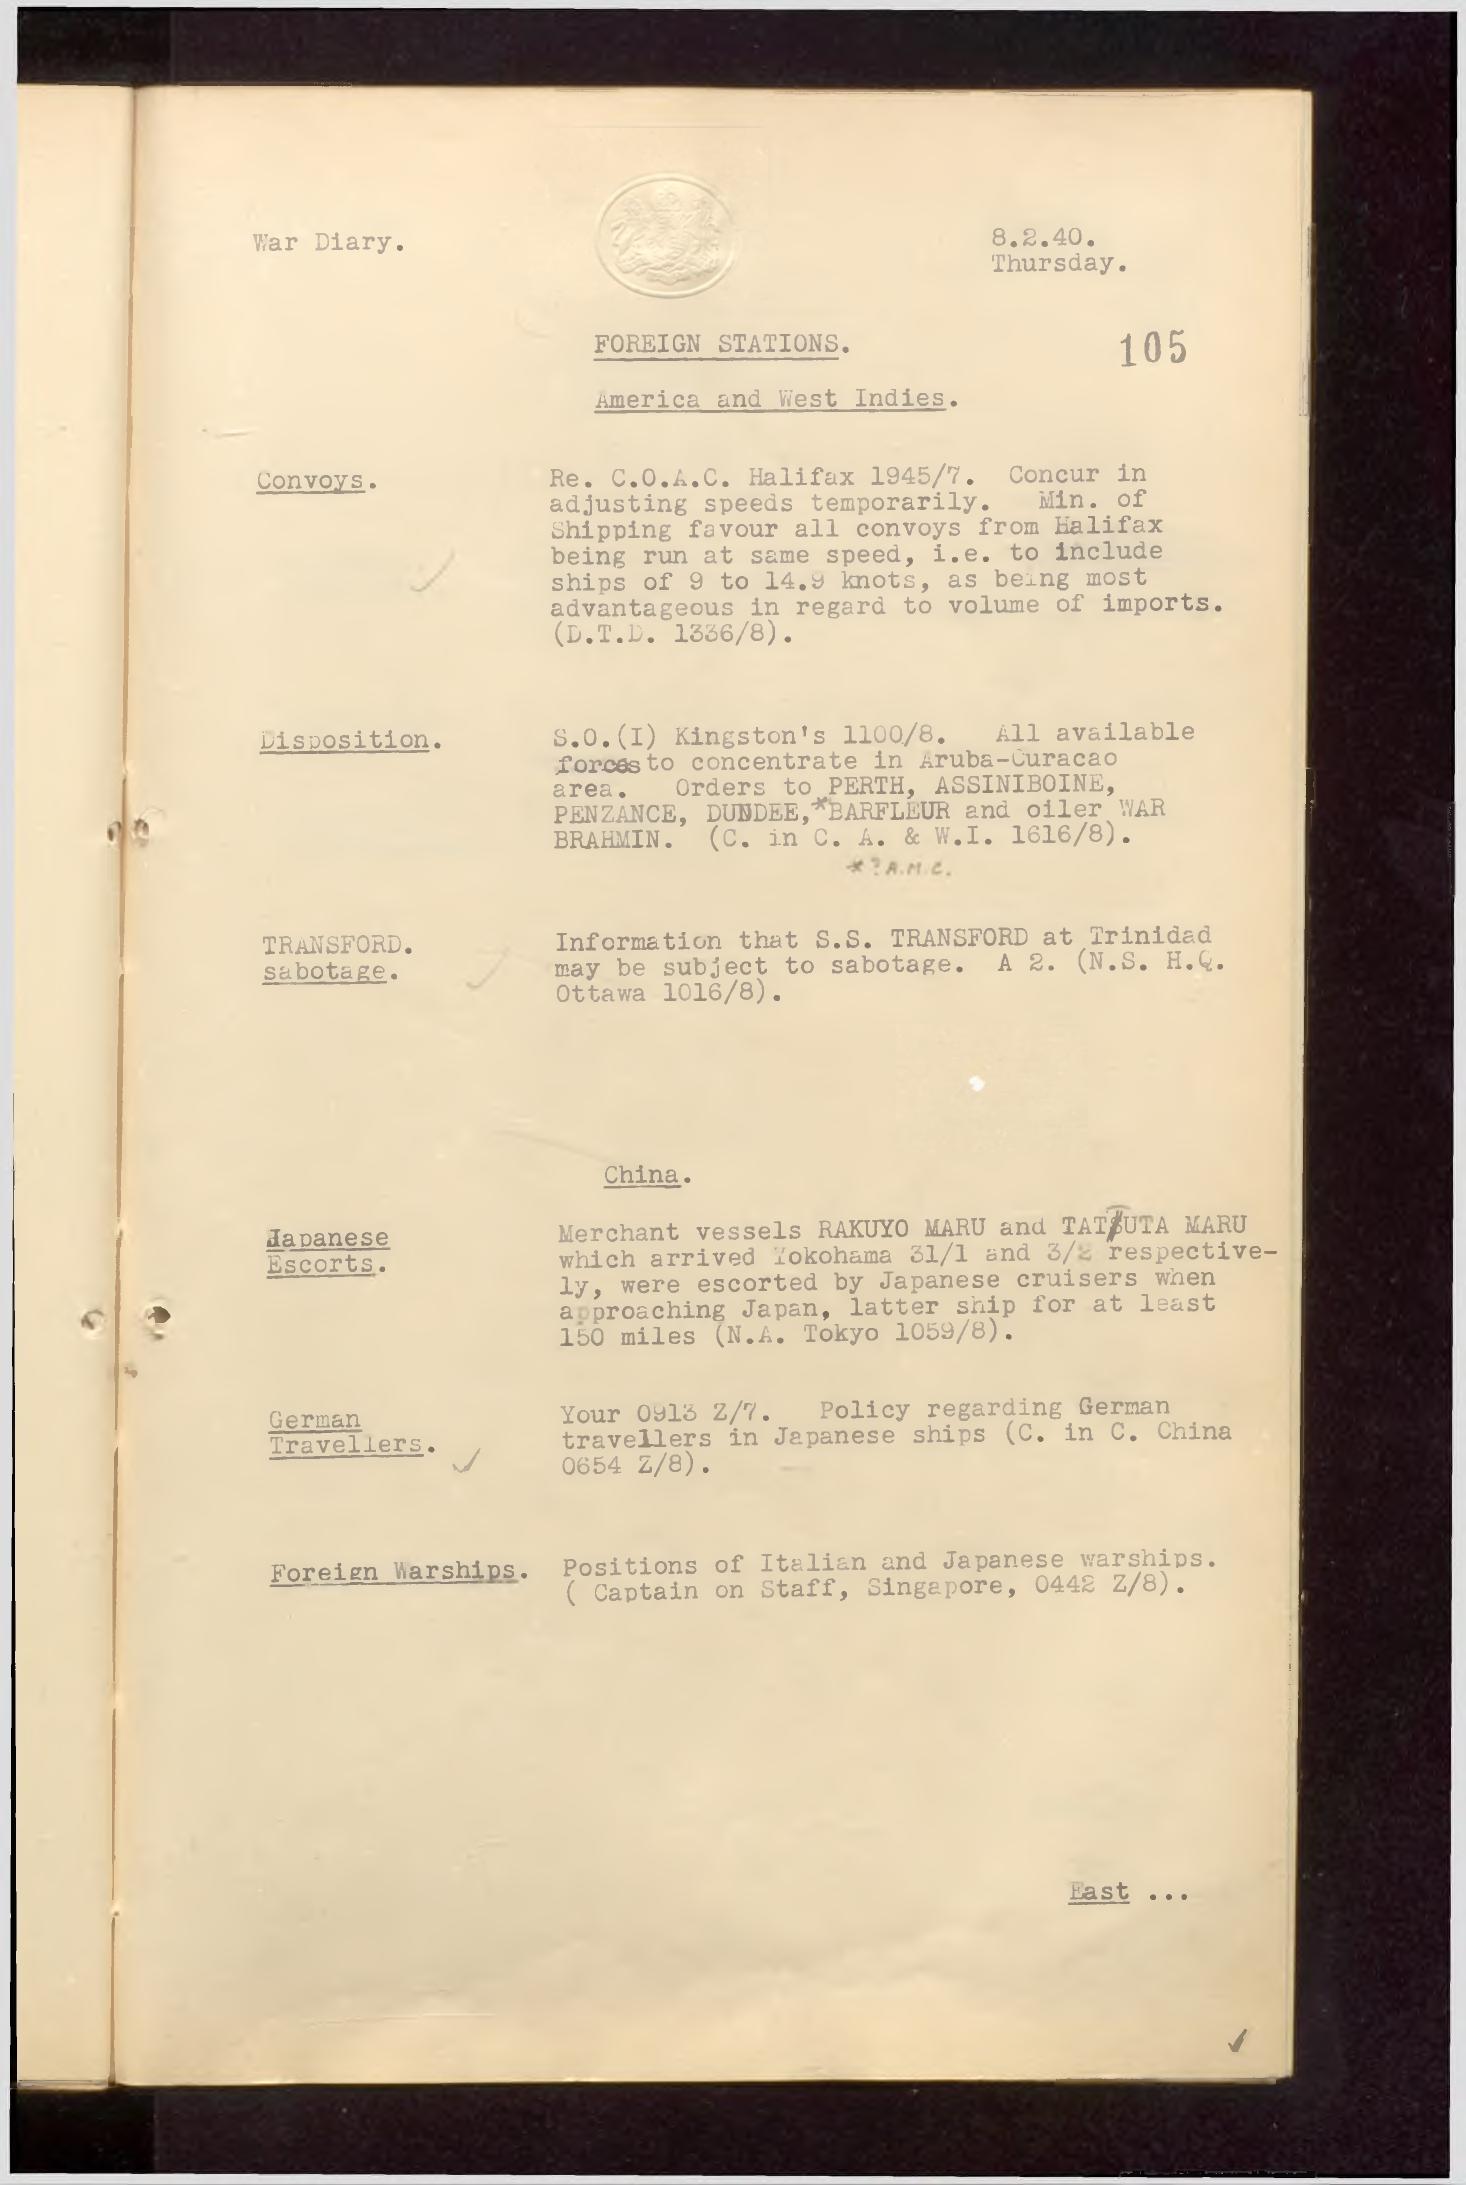 War Diary.
8.2.40.
Thursday.
FOREIGN STATIONS.
105
America and West Indies.
Convoys.
Re. C.O.A.C. Halifax 1945/7. Concur in
adjusting speeds temporarily. Min. of
Shipping favour all convoys from Halifax
being run at same speed, i.e. to include
ships of 9 to 14.9 knots, as being most
advantageous in regard to volume of imports.
(D.T.D. 1336/8).
Disposition.
S.O.(I) Kingston's 1100/8. All available
forces to concentrate in Aruba-Curacao
area. Orders to PERTH, ASSINIBOINE,
PENZANCE, DUNDEE,*BARFLEUR and oiler WAR
BRAHMIN. (C. in C. A. & W.I. 1616/8).
*?A.M.C.
TRANSFORD.
sabotage.
Information that S.S. TRANSFORD at Trinidad
may be subject to sabotage. A 2. (N.S. H.Q.
Ottawa 1016/8).
China.
Japanese
Escorts.
Merchant vessels RAKUYO MARU and TATSUTA MARU
which arrived Yokohama 31/1 and 3/2 respective-
ly, were escorted by Japanese cruisers when
approaching Japan, latter ship for at least
150 miles (N.A. Tokyo 1059/8).
German
Travellers.
Your 0913 Z/7. Policy regarding German
travellers in Japanese ships (C. in C. China
0654 Z/8).
Foreign Warships.
Positions of Italian and Japanese warships.
( Captain on Staff, Singapore, 0442 Z/8).
East ...